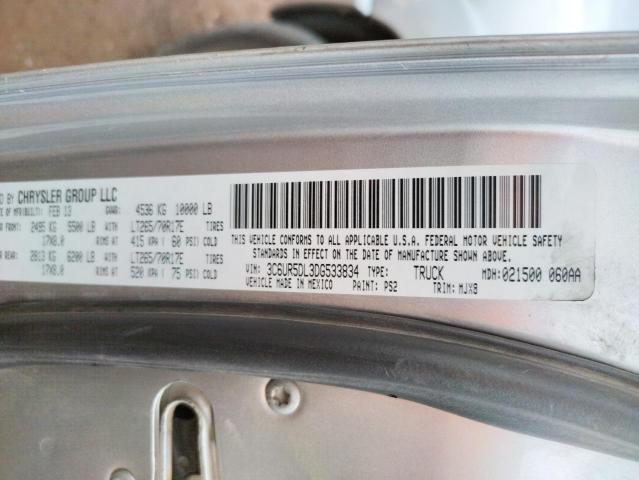 D BY CHRYSLER GROUP LLC
E OF MFR(BUILT): FEB 13 GVWR: 4536 KG 10000 LB
FRONT: 2495 KG 5500 LB LT265/70R17E TIRES
17X8.0 RIMS AT 415 KPA ( 60 PSI) COLD
REAR: 2813 KG 6200 LB LT265/70R17E TIRES
17X8.0 RIMS AT 520 KPA ( 75 PSI) COLD
THIS VEHICLE CONFORMS TO ALL APPLICABLE U.S.A. FEDERAL MOTOR VEHICLE SAFETY
STANDARDS IN EFFECT ON THE DATE OF MANUFACTURE SHOWN ABOVE.
VIN: 3C6UR5DL3DG533834 TYPE: TRUCK MDH:021500 060AA
VEHICLE MADE IN MEXICO PAINT: PS2 TRIM: MJX8